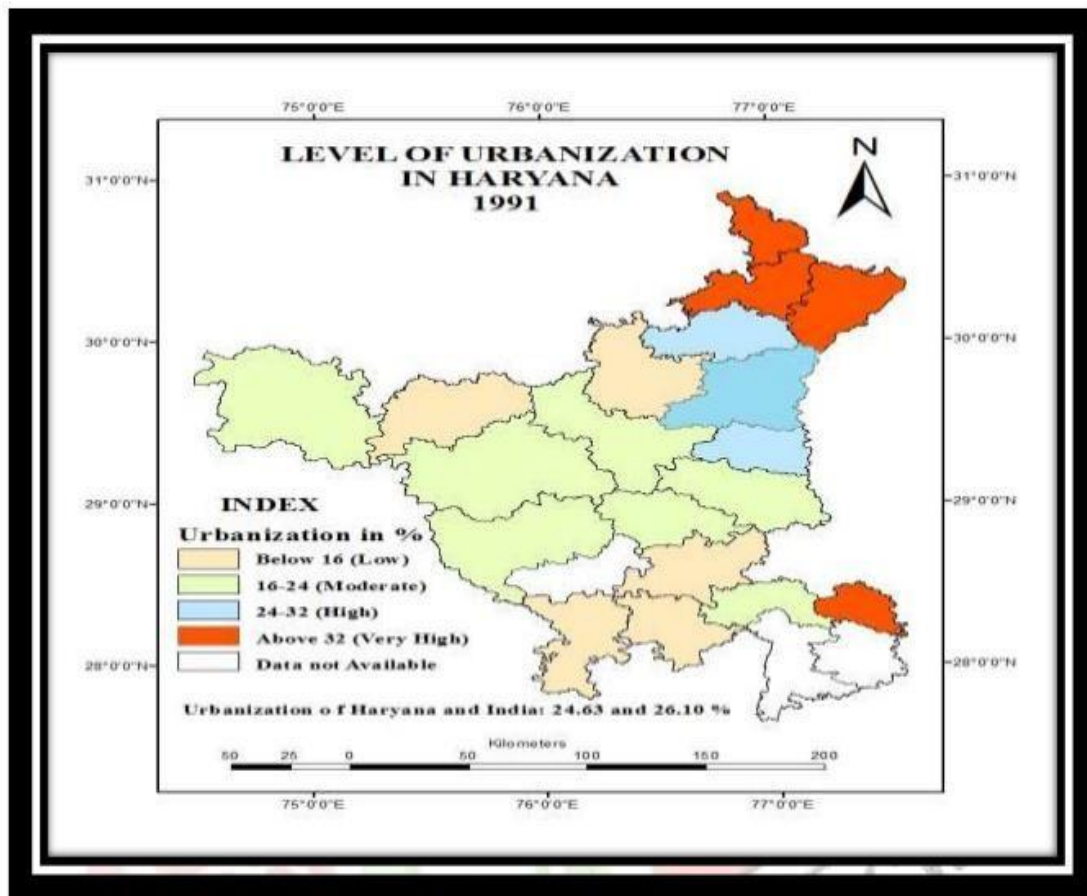 75°0'0"E 76°0'0"E 77°0'0"E
LEVEL OF URBANIZATION
IN HARYANA
1991
N
31°0'0"N 31°0'0"N
30°0'0"N 30°0'0"N
29°0'0"N 29°0'0"N
INDEX
Urbanization in %
Below 16 (Low)
16-24 (Moderate)
24-32 (High)
Above 32 (Very High)
Data not Available
28°0'0"N 28°0'0"N
Urbanization o f Haryana and India: 24.63 and 26.10 %
Kilometers
50 25 0 50 100 150 200
75°0'0"E 76°0'0"E 77°0'0"E